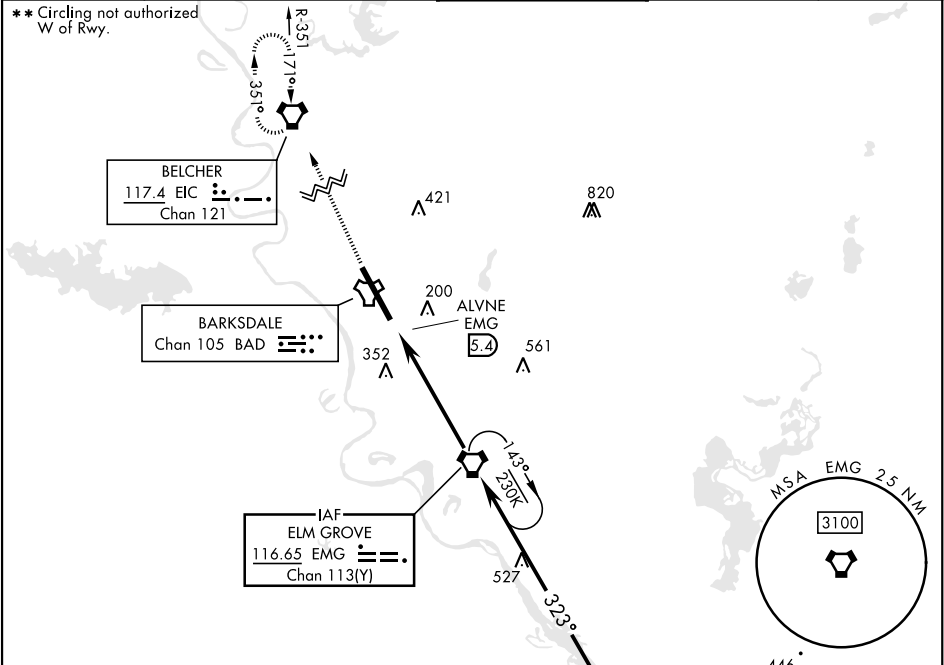 ** Circling not authorized
W of Rwy.
R-351
171°
351°
BELCHER
117.4 EIC
Chan 121
421
820
BARKSDALE
Chan 105 BAD
200
ALVNE
EMG
5.4
352
561
143°
230K
IAF
ELM GROVE
116.65 EMG
Chan 113(Y)
527
323°
MSA EMG 25 NM
3100
446